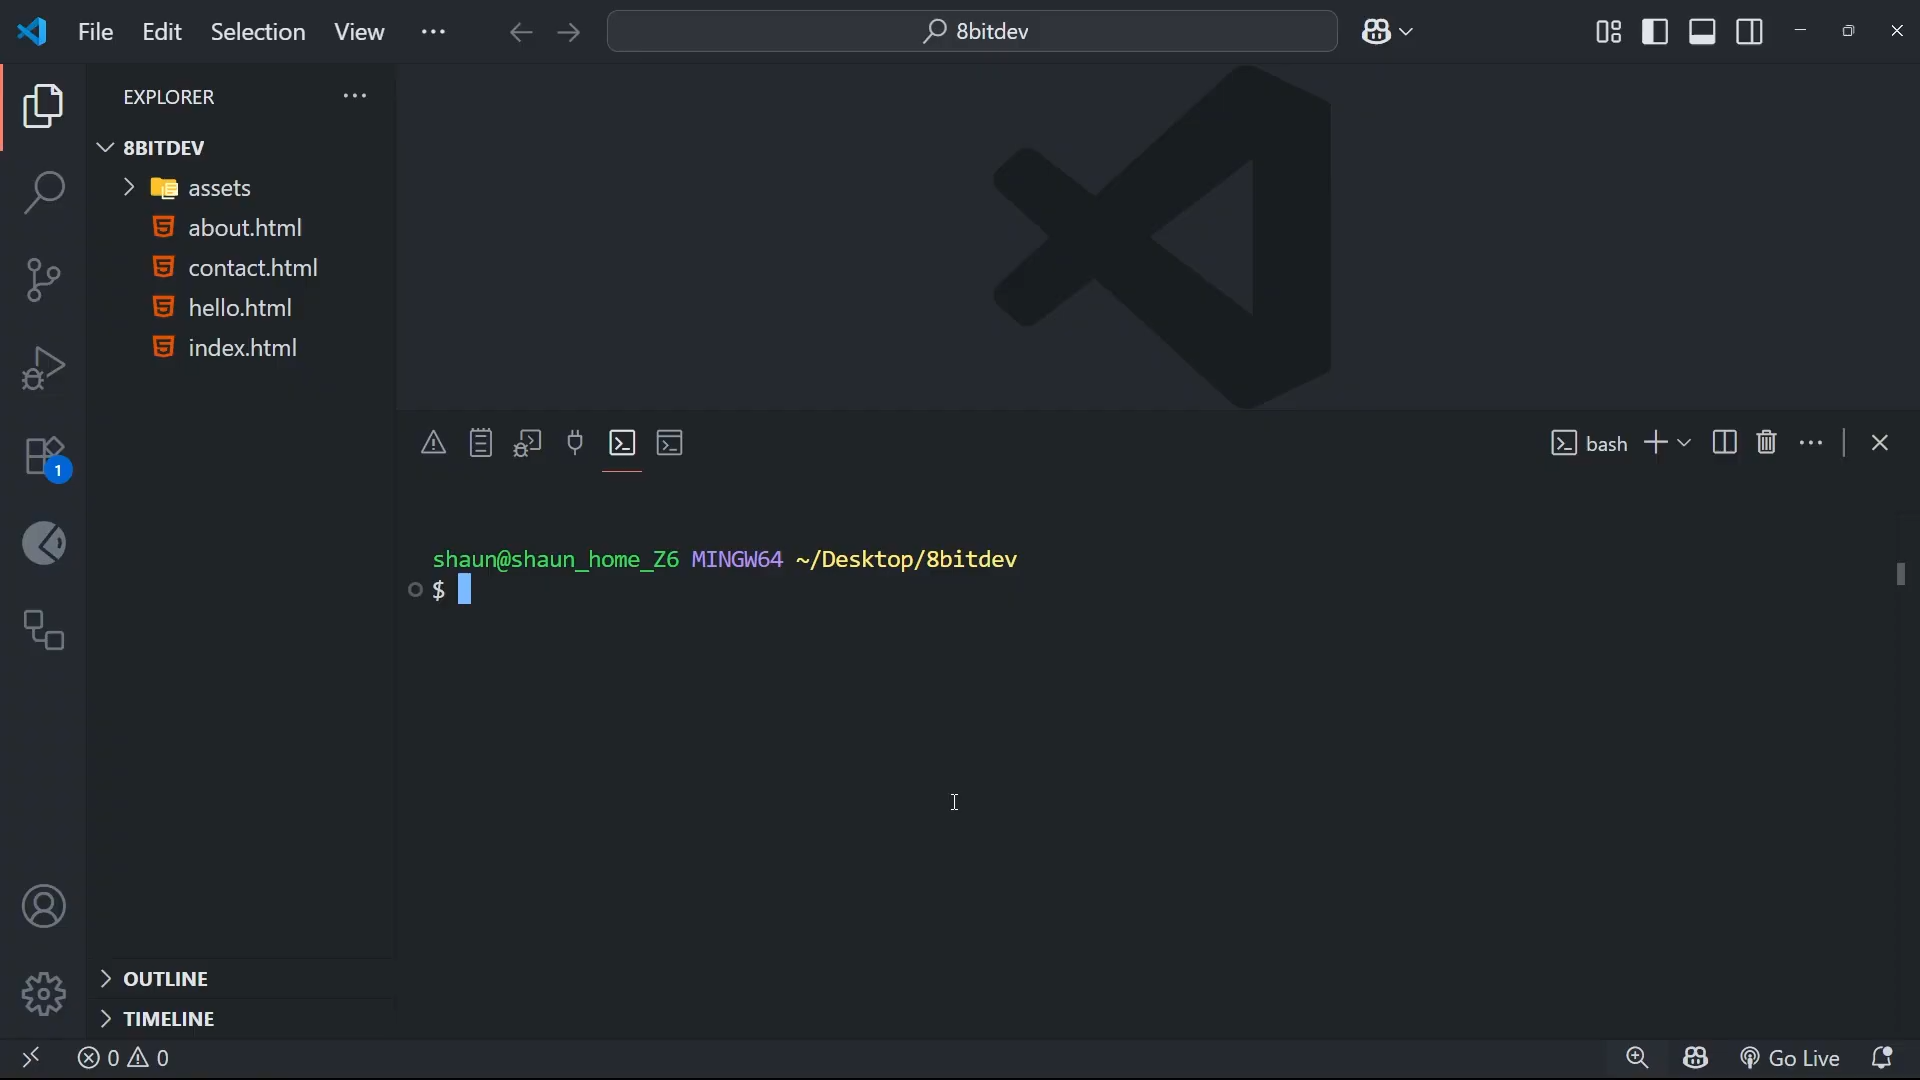 File Edit Selection View ···
8bitdev
EXPLORER ···
8BITDEV
assets
about.html
contact.html
hello.html
index.html
1
bash
shaun@shaun_home_Z6 MINGW64 ~/Desktop/8bitdev
$
OUTLINE
TIMELINE
0 0
Go Live